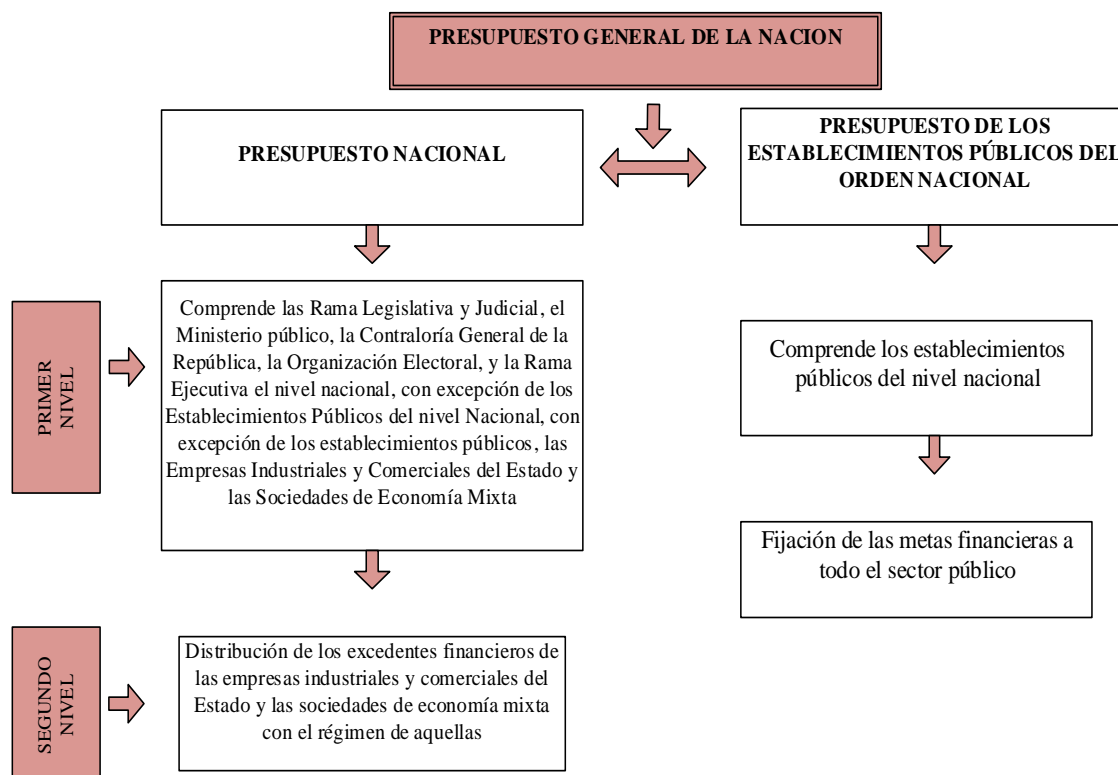 PRESUPUESTO GENERAL DE LA NACION
PRESUPUESTO NACIONAL
PRESUPUESTO DE LOS
ESTABLECIMIENTOS PÚBLICOS DEL
ORDEN NACIONAL
PRIMER
NIVEL
Comprende las Rama Legislativa y Judicial, el
Ministerio público, la Contraloría General de la
República, la Organización Electoral, y la Rama
Ejecutiva el nivel nacional, con excepción de los
Establecimientos Públicos del nivel Nacional, con
excepción de los establecimientos públicos, las
Empresas Industriales y Comerciales del Estado y
las Sociedades de Economía Mixta
Comprende los establecimientos
públicos del nivel nacional
Fijación de las metas financieras a
todo el sector público
SEGUNDO
NIVEL
Distribución de los excedentes financieros de
las empresas industriales y comerciales del
Estado y las sociedades de economía mixta
con el régimen de aquellas